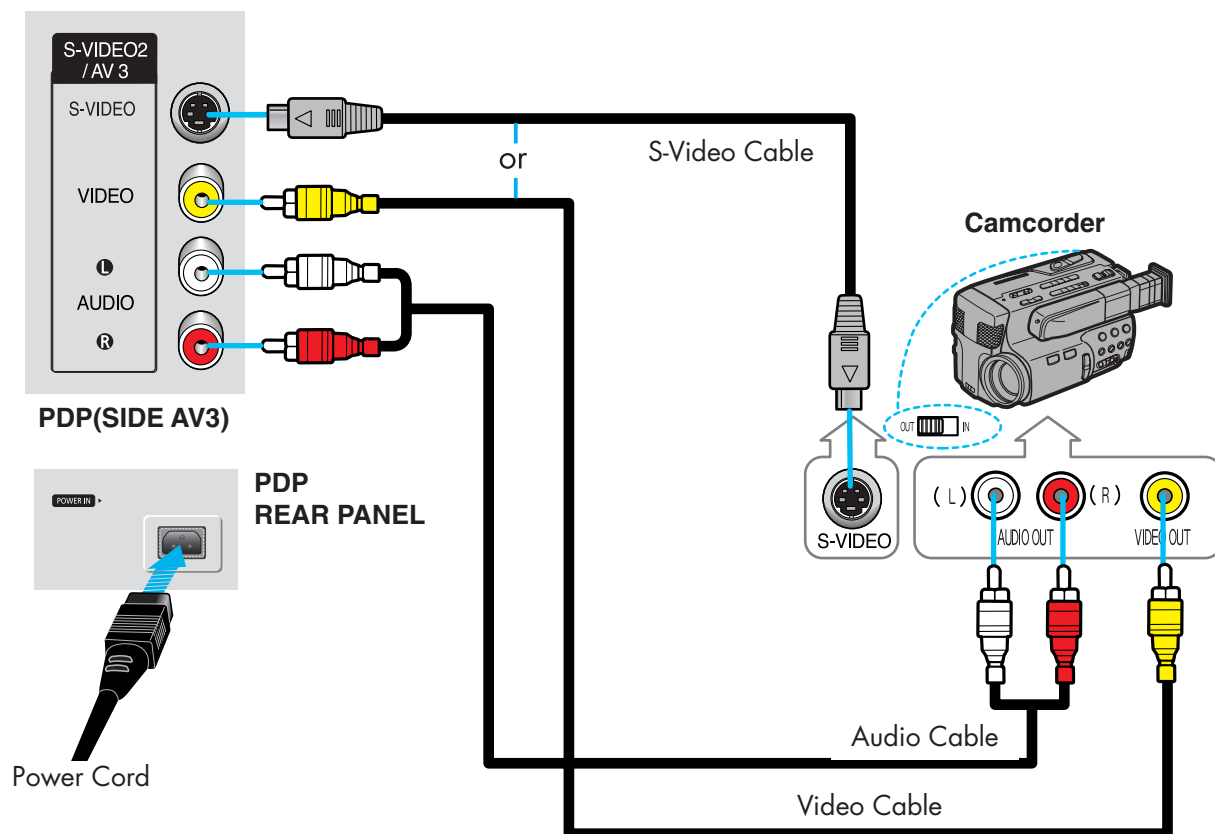 S-VIDEO2
/ AV 3
S-VIDEO
VIDEO
L
AUDIO
R
PDP(SIDE AV3)
or
S-Video Cable
Camcorder
OUT IN
S-VIDEO
( L ) ( R )
AUDIO OUT VIDEO OUT
POWER IN
PDP
REAR PANEL
Power Cord
Audio Cable
Video Cable